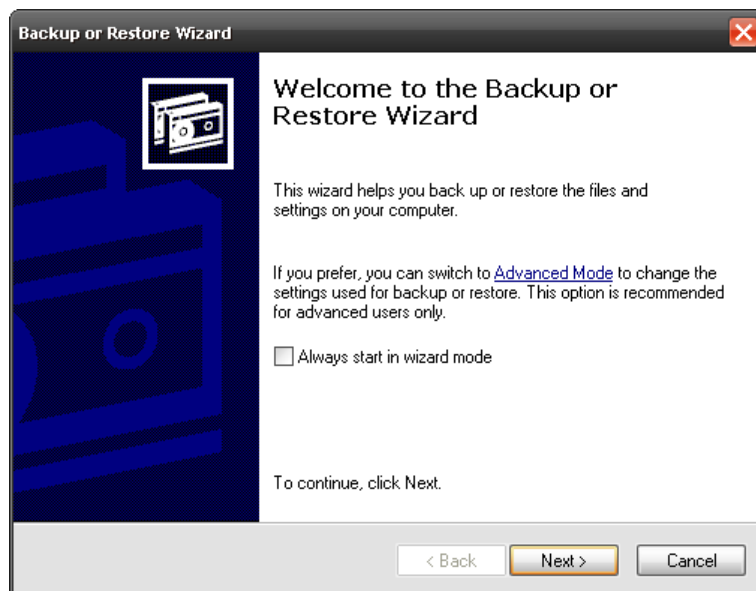 Backup or Restore Wizard
Welcome to the Backup or
Restore Wizard
This wizard helps you back up or restore the files and
settings on your computer.
If you prefer, you can switch to Advanced Mode to change the
settings used for backup or restore. This option is recommended
for advanced users only.
Always start in wizard mode
To continue, click Next.
< Back Next > Cancel